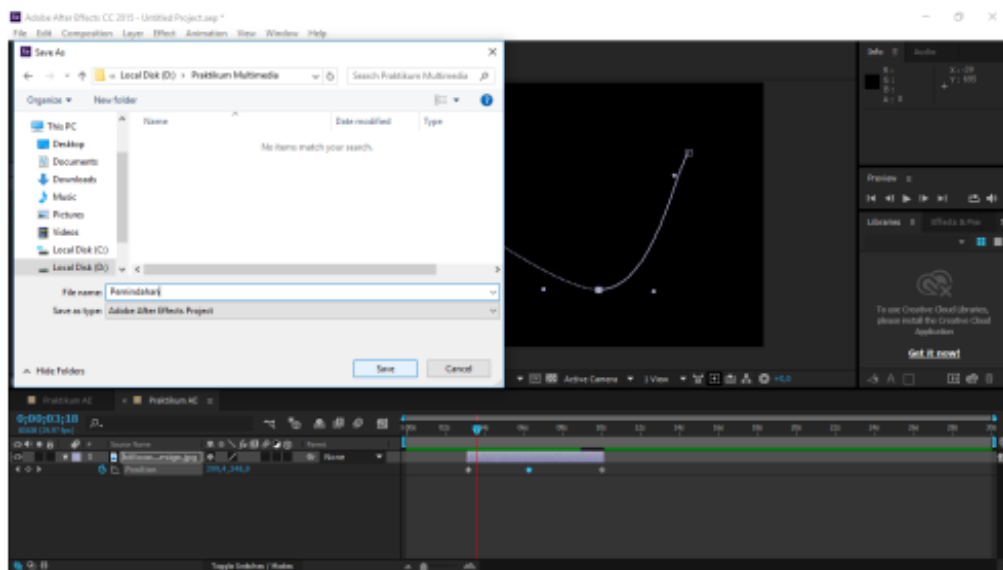 Adobe After Effects CC 2015 - Untitled Project.aep *
File Edit Composition Layer Effect Animation View Window Help
Save As
« Local Disk (D:) › Praktikum Multimedia
Search Praktikum Multimedia
Organize
New folder
Name
Date modified
Type
No items match your search.
This PC
Desktop
Documents
Downloads
Music
Pictures
Videos
Local Disk (C:)
Local Disk (D:)
File name: Pemindahan
Save as type: Adobe After Effects Project
Hide Folders
Save
Cancel
Info
Audio
R:
G:
B:
A: 0
Preview
Libraries
To use Creative Cloud Libraries,
please install the Creative Cloud
Application
Get it now!
Active Camera
1 View
+0,0
Praktikum AE
Praktikum AE
0;00;03;18
Source Name
Parent
None
Position
Toggle Switches / Modes